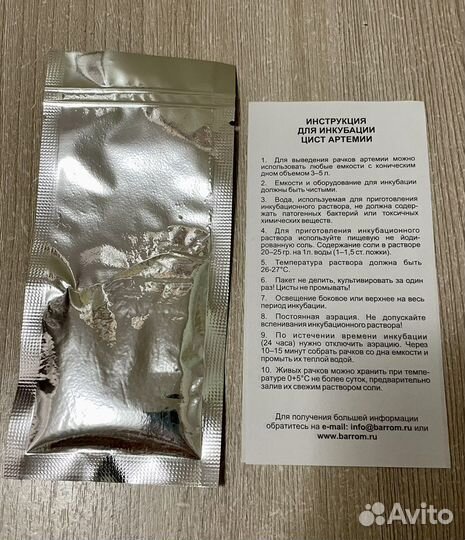 ИНСТРУКЦИЯ
ДЛЯ ИНКУБАЦИИ
ЦИСТ АРТЕМИИ
1. Для выведения рачков артемии можно
использовать любые емкости с коническим
дном объемом 3–5 л.
2. Емкости и оборудование для инкубации
должны быть чистыми.
3. Вода, используемая для приготовления
инкубационного раствора, не должна содер-
жать патогенных бактерий или токсичных
химических веществ.
4. Для приготовления инкубационного
раствора используйте пищевую не йоди-
рованную соль. Содержание соли в растворе
20–25 гр на 1л. воды (1–1,5 ст. ложки).
5. Температура раствора должна быть
26-27°С.
6. Пакет не делить, культивировать за один
раз! Цисты не промывать!
7. Освещение боковое или верхнее на весь
период инкубации.
8. Постоянная аэрация. Не допускайте
вспенивания инкубационного раствора!
9. По истечении времени инкубации
(24 часа) нужно отключить аэрацию. Через
10–15 минут собрать рачков со дна емкости и
промыть их теплой водой.
10. Живых рачков можно хранить при темпе-
ратуре 0+5°С не более суток, предварительно
залив их свежим раствором соли.
Для получения большей информации
обратитесь на e-mail: info@barrom.ru или
www.barrom.ru
Avito